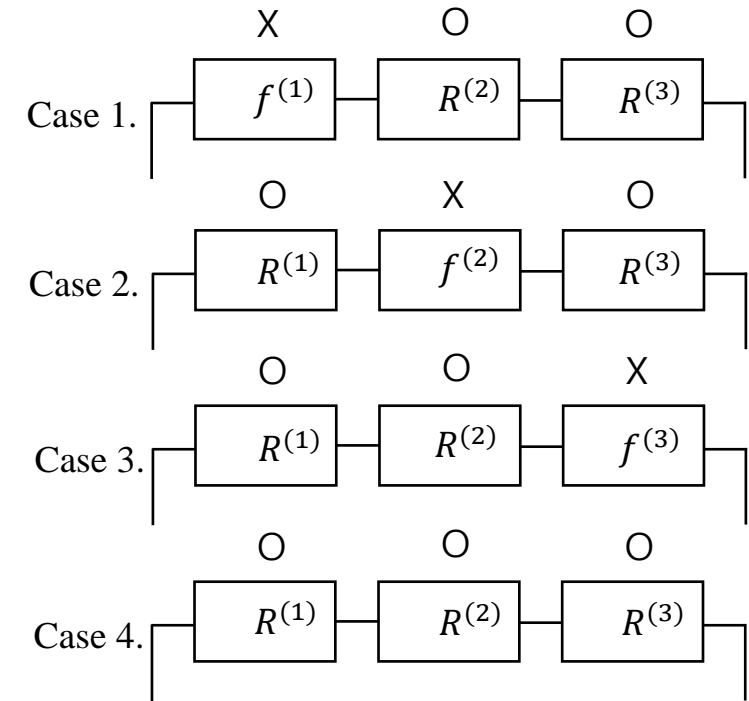 X O O
Case 1. f^{(1)} R^{(2)} R^{(3)}
O X O
Case 2. R^{(1)} f^{(2)} R^{(3)}
O O X
Case 3. R^{(1)} R^{(2)} f^{(3)}
O O O
Case 4. R^{(1)} R^{(2)} R^{(3)}